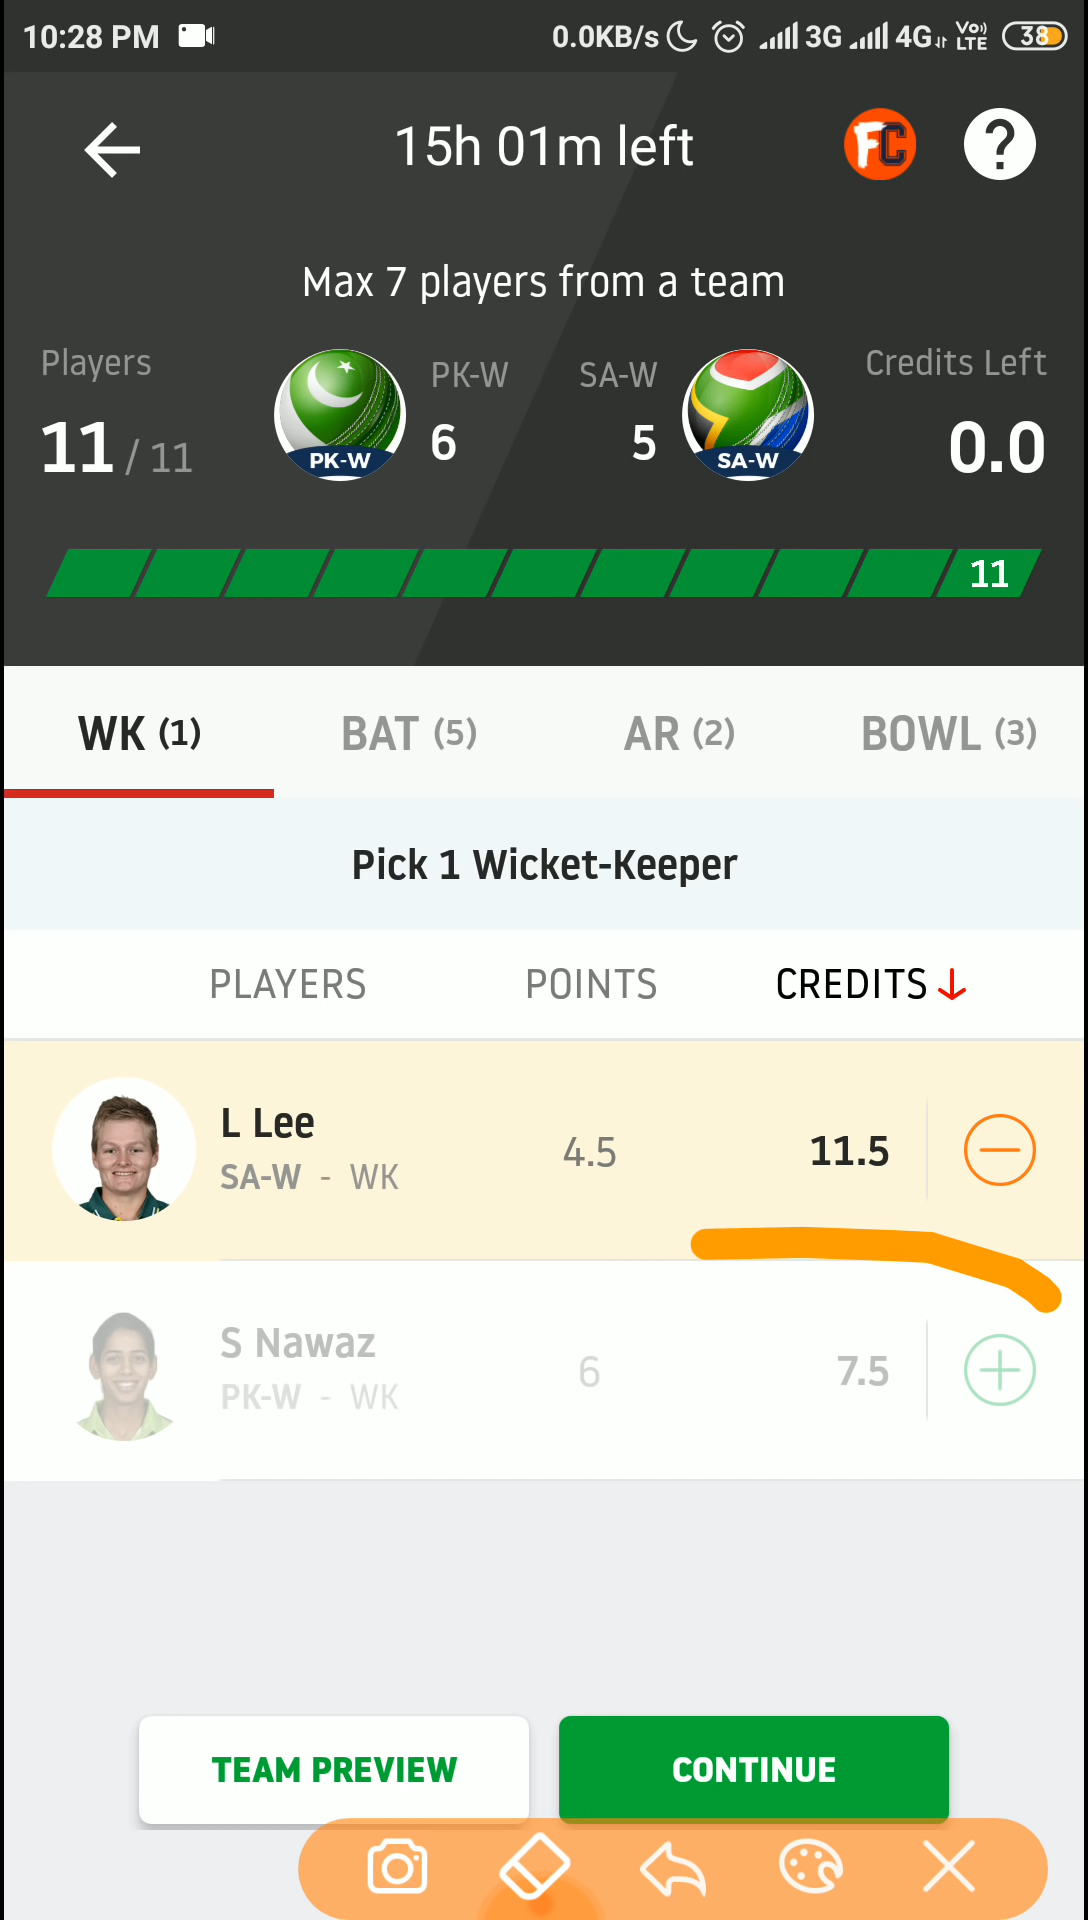 10:28 PM 0.0KB/s 3G 4G Vo LTE 38
15h 01m left FC ?
Max 7 players from a team
Players PK-W SA-W Credits Left
11 / 11 PK-W 6 5 SA-W 0.0
11
WK (1) BAT (5) AR (2) BOWL (3)
Pick 1 Wicket-Keeper
PLAYERS POINTS CREDITS
L Lee
SA-W - WK 4.5 11.5
S Nawaz
PK-W - WK 6 7.5
TEAM PREVIEW CONTINUE